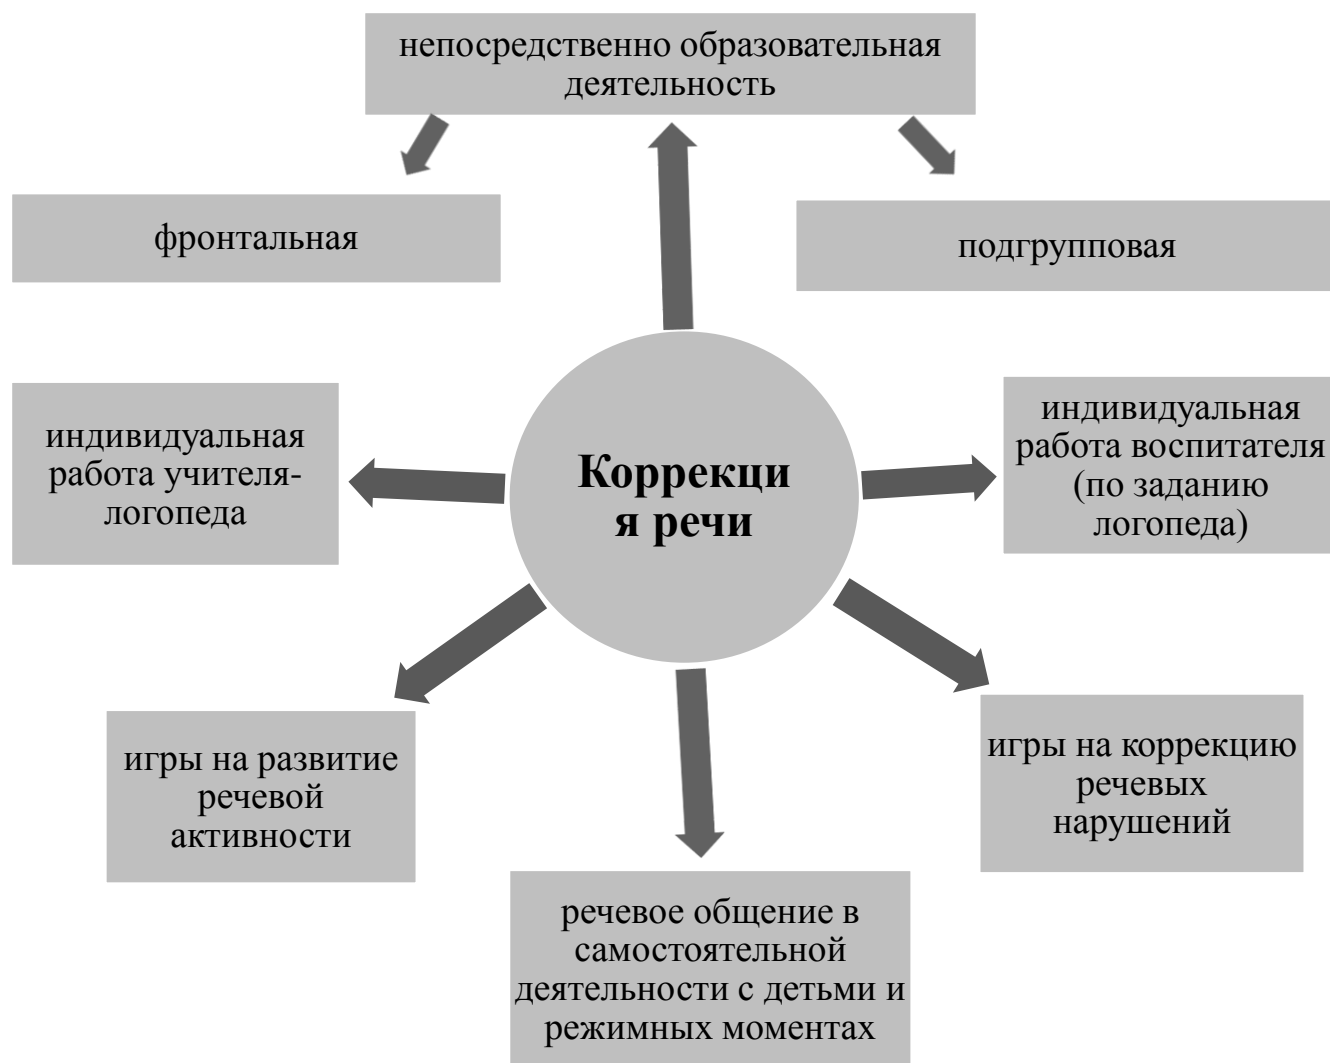 непосредственно образовательная
деятельность
фронтальная
подгрупповая
индивидуальная
работа учителя-
логопеда
Коррекци
я речи
индивидуальная
работа воспитателя
(по заданию
логопеда)
игры на развитие
речевой
активности
игры на коррекцию
речевых
нарушений
речевое общение в
самостоятельной
деятельности с детьми и
режимных моментах